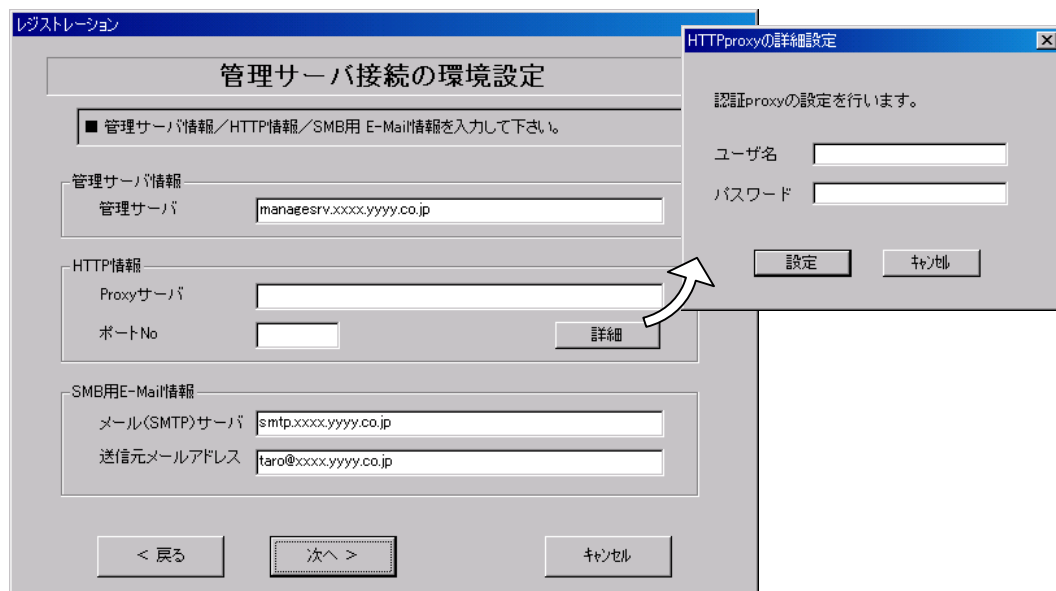 レジストレーション
管理サーバ接続の環境設定
■ 管理サーバ情報／HTTP情報／SMB用 E-Mail情報を入力して下さい。
管理サーバ情報
管理サーバ managesrv.xxxx.yyyy.co.jp
HTTP情報
Proxyサーバ
ポートNo 詳細
SMB用E-Mail情報
メール(SMTP)サーバ smtp.xxxx.yyyy.co.jp
送信元メールアドレス taro@xxxx.yyyy.co.jp
< 戻る 次へ > キャンセル
HTTPproxyの詳細設定
認証proxyの設定を行います。
ユーザ名
パスワード
設定 キャンセル